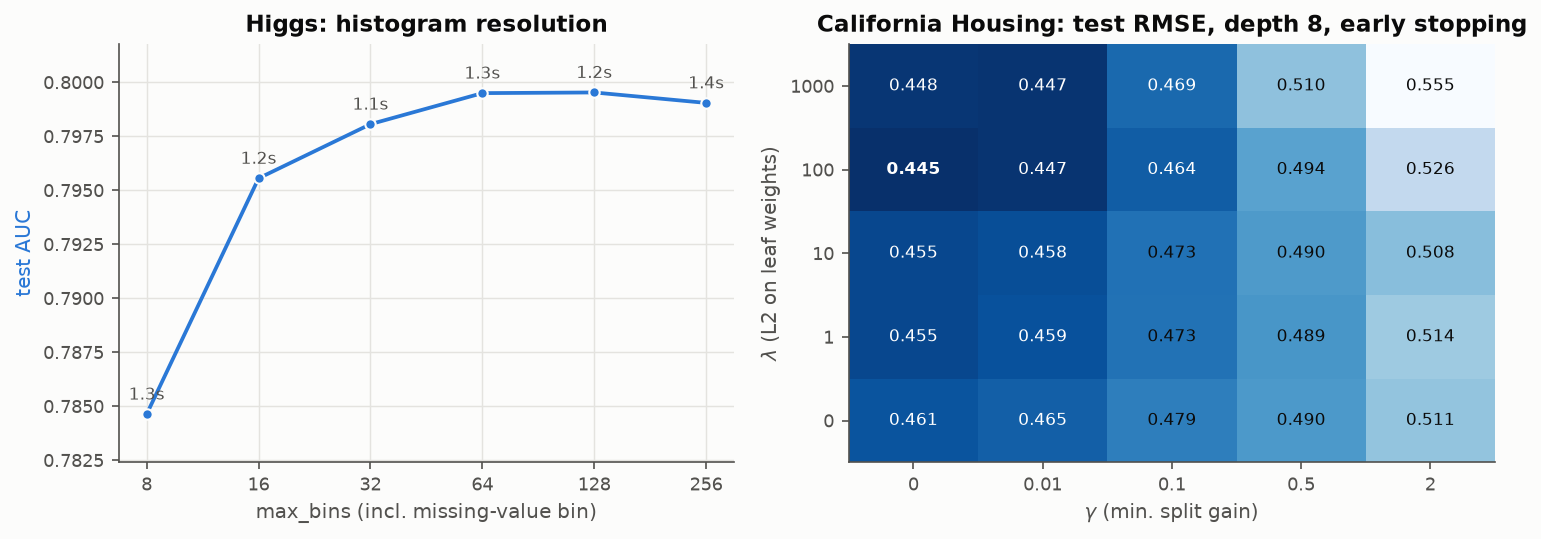 Higgs: histogram resolution
test AUC
0.8000
0.7975
0.7950
0.7925
0.7900
0.7875
0.7850
0.7825
1.3s
1.2s
1.1s
1.3s
1.2s
1.4s
8 16 32 64 128 256
max_bins (incl. missing-value bin)
California Housing: test RMSE, depth 8, early stopping
λ (L2 on leaf weights)
1000 0.448 0.447 0.469 0.510 0.555
100 0.445 0.447 0.464 0.494 0.526
10 0.455 0.458 0.473 0.490 0.508
1 0.455 0.459 0.473 0.489 0.514
0 0.461 0.465 0.479 0.490 0.511
0 0.01 0.1 0.5 2
γ (min. split gain)